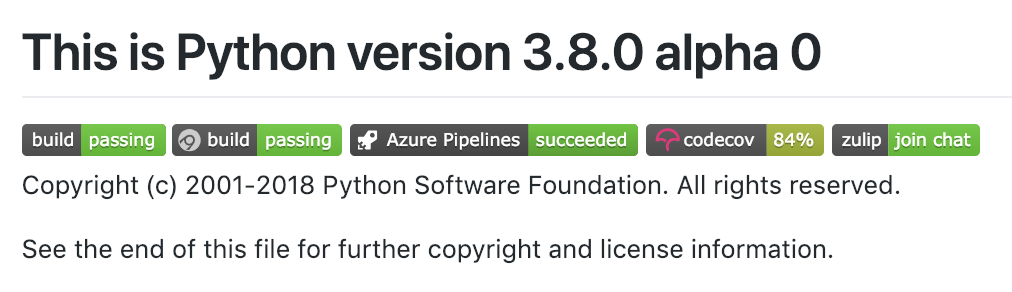 This is Python version 3.8.0 alpha 0
build passing build passing Azure Pipelines succeeded codecov 84% zulip join chat
Copyright (c) 2001-2018 Python Software Foundation. All rights reserved.
See the end of this file for further copyright and license information.